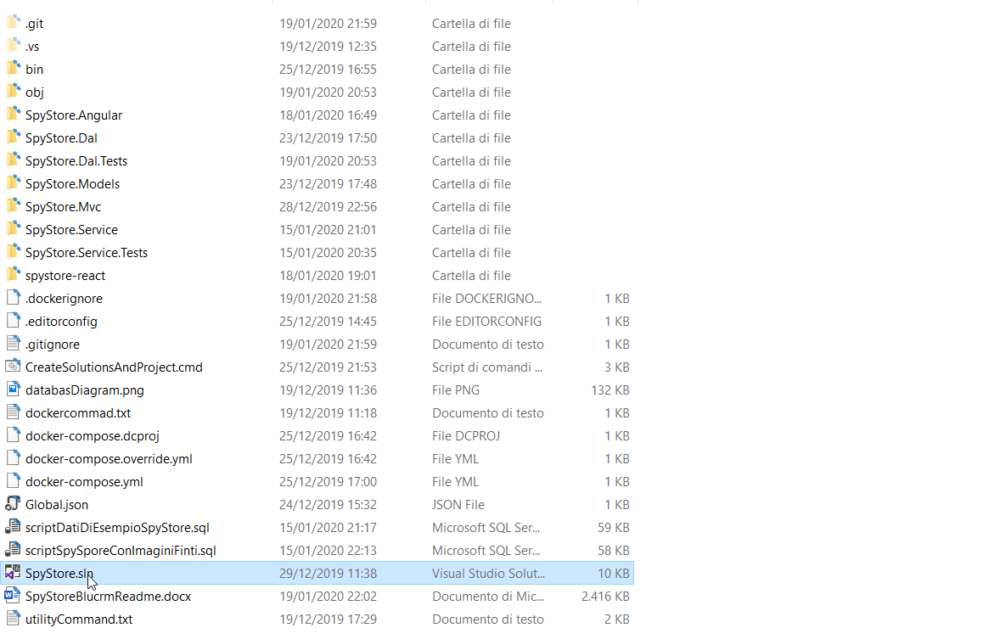 .git 19/01/2020 21:59 Cartella di file
.vs 19/12/2019 12:35 Cartella di file
bin 25/12/2019 16:55 Cartella di file
obj 19/01/2020 20:53 Cartella di file
SpyStore.Angular 18/01/2020 16:49 Cartella di file
SpyStore.Dal 23/12/2019 17:50 Cartella di file
SpyStore.Dal.Tests 19/01/2020 20:53 Cartella di file
SpyStore.Models 23/12/2019 17:48 Cartella di file
SpyStore.Mvc 28/12/2019 22:56 Cartella di file
SpyStore.Service 15/01/2020 21:01 Cartella di file
SpyStore.Service.Tests 15/01/2020 20:35 Cartella di file
spystore-react 18/01/2020 19:01 Cartella di file
.dockerignore 19/01/2020 21:58 File DOCKERIGNO... 1 KB
.editorconfig 25/12/2019 14:45 File EDITORCONFIG 1 KB
.gitignore 19/01/2020 21:59 Documento di testo 1 KB
CreateSolutionsAndProject.cmd 25/12/2019 21:53 Script di comandi ... 3 KB
databasDiagram.png 19/12/2019 11:36 File PNG 132 KB
dockercommad.txt 19/12/2019 11:18 Documento di testo 1 KB
docker-compose.dcproj 25/12/2019 16:42 File DCPROJ 1 KB
docker-compose.override.yml 25/12/2019 16:42 File YML 1 KB
docker-compose.yml 25/12/2019 17:00 File YML 1 KB
Global.json 24/12/2019 15:32 JSON File 1 KB
scriptDatiDiEsempioSpyStore.sql 15/01/2020 21:17 Microsoft SQL Ser... 59 KB
scriptSpySporeConImaginiFinti.sql 15/01/2020 22:13 Microsoft SQL Ser... 58 KB
SpyStore.sln 29/12/2019 11:38 Visual Studio Solut... 10 KB
SpyStoreBlucrmReadme.docx 19/01/2020 22:02 Documento di Mic... 2.416 KB
utilityCommand.txt 19/12/2019 17:29 Documento di testo 2 KB